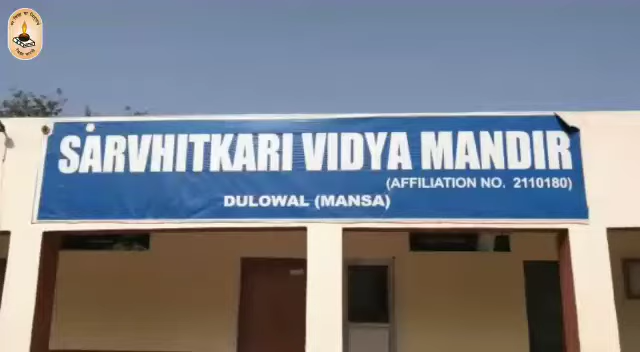 SARVHITKARI VIDYA MANDIR
(AFFILIATION NO. 2110180)
DULOWAL (MANSA)